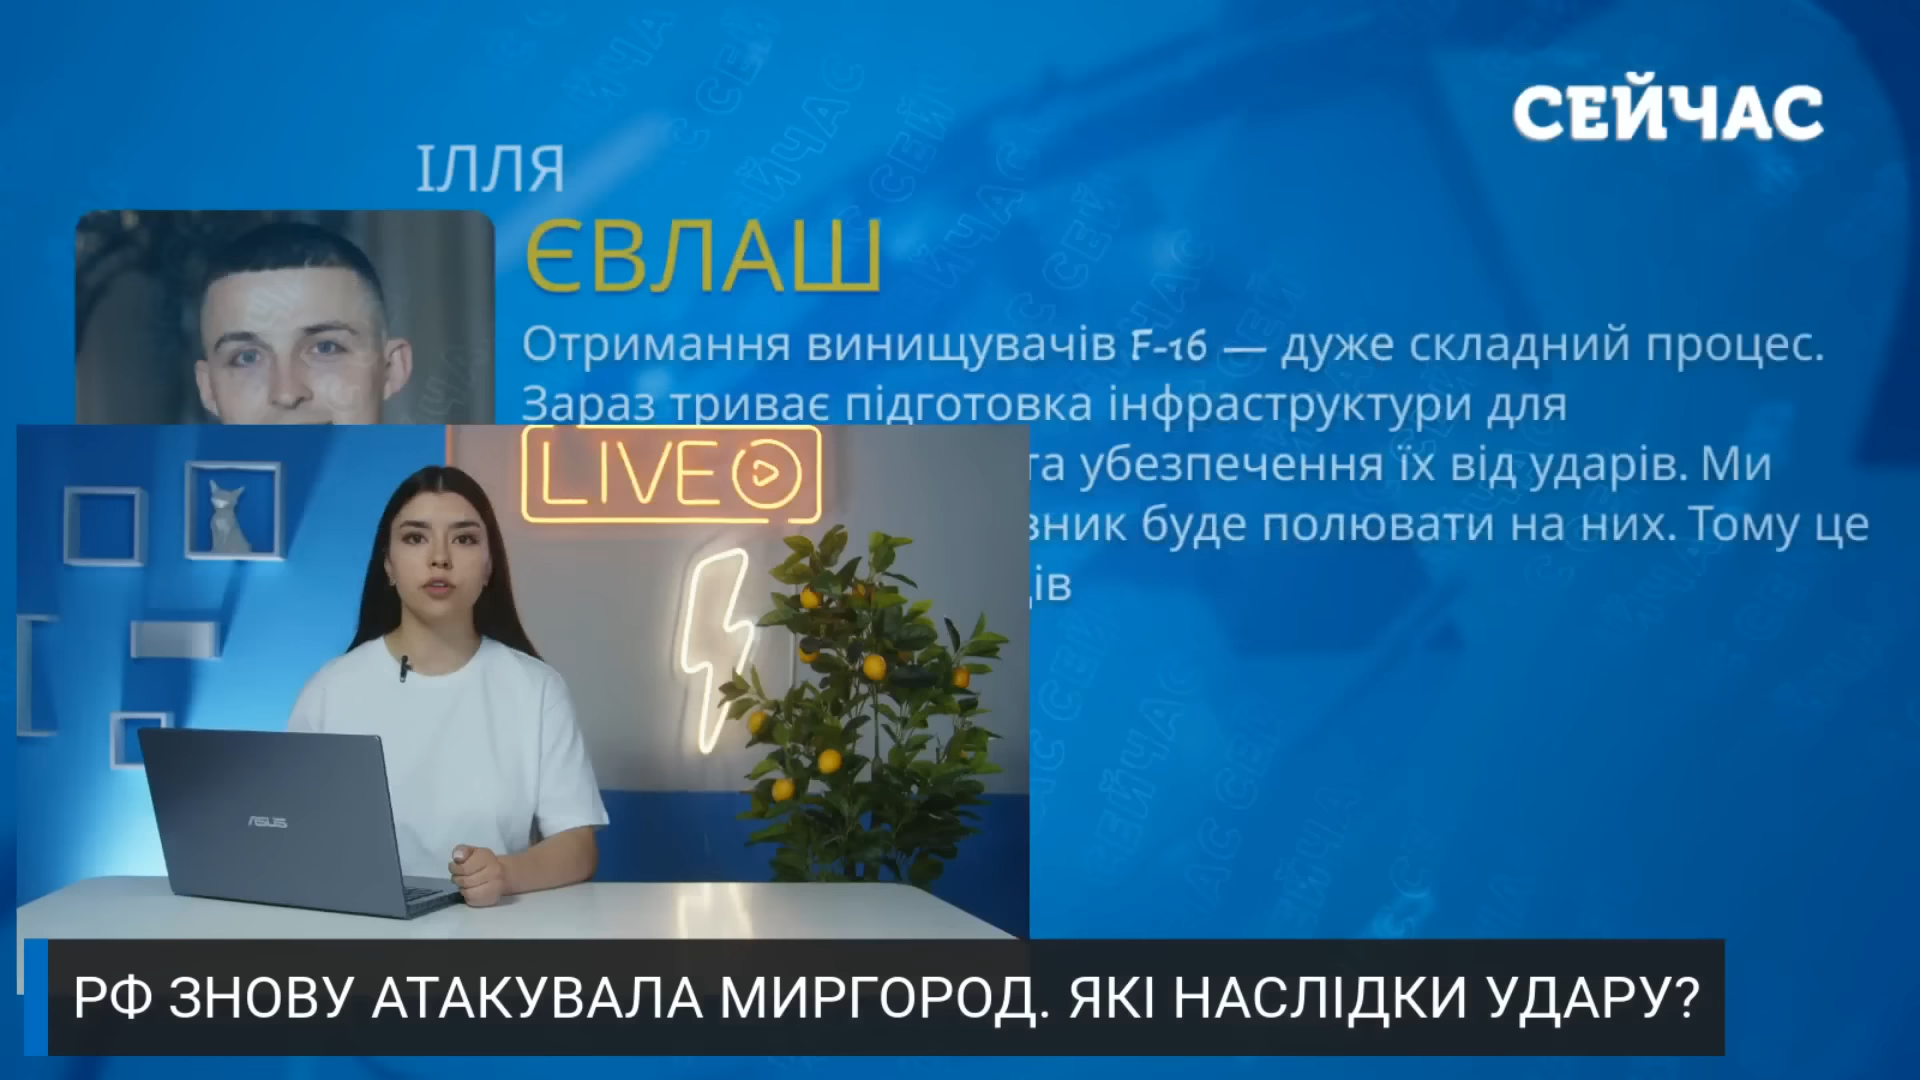 СЕЙЧАС
ІЛЛЯ
ЄВЛАШ
Отримання винищувачів F-16 — дуже складний процес.
Зараз триває підготовка інфраструктури для
та убезпечення їх від ударів. Ми
буде полювати на них. Тому це
LIVE
ASUS
РФ ЗНОВУ АТАКУВАЛА МИРГОРОД. ЯКІ НАСЛІДКИ УДАРУ?